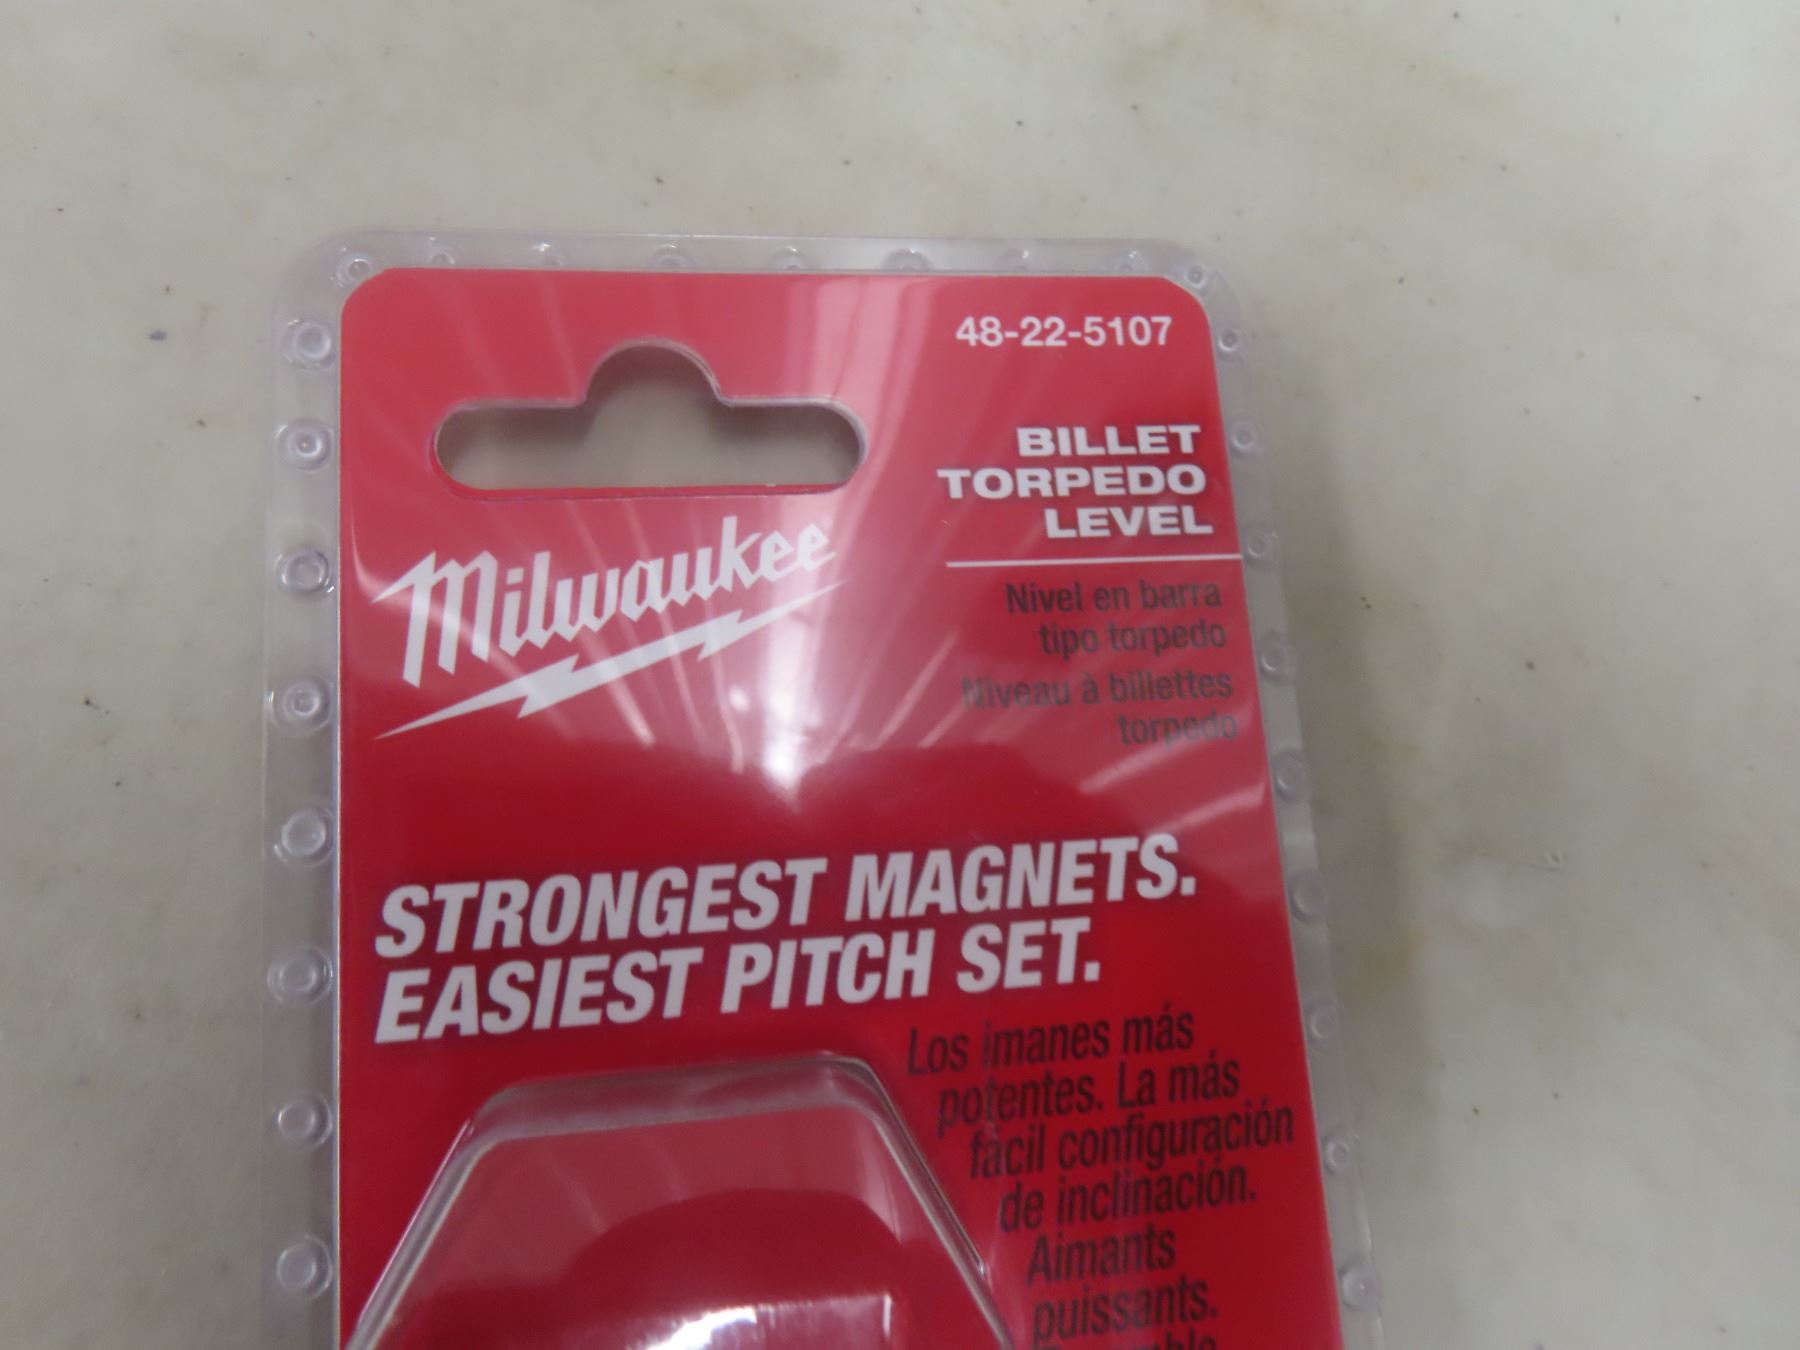 48-22-5107
BILLET
TORPEDO
LEVEL
Nivel en barra
tipo torpedo
Niveau à billettes
torpedo
Milwaukee
STRONGEST MAGNETS.
EASIEST PITCH SET.
Los imanes más
potentes. La más
fácil configuración
de inclinación.
Aimants
puissants.